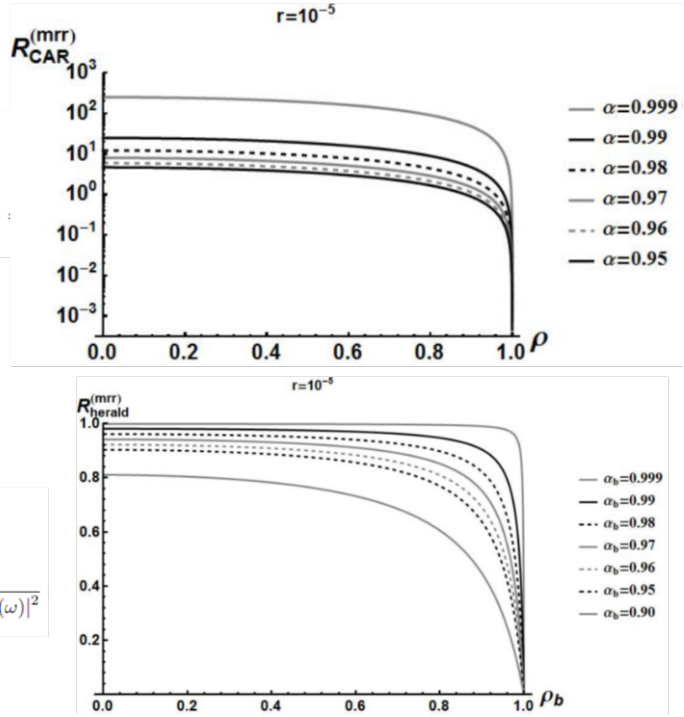 r=10⁻⁵
R_CAR^(mrr)
10³
10²
10¹
10⁰
10⁻¹
10⁻²
10⁻³
0.0 0.2 0.4 0.6 0.8 1.0 ρ
α=0.999
α=0.99
α=0.98
α=0.97
α=0.96
α=0.95
:
r=10⁻⁵
R_herald^(mrr)
1.0
0.8
0.6
0.4
0.2
0.0 0.2 0.4 0.6 0.8 1.0 ρ_b
α_b=0.999
α_b=0.99
α_b=0.98
α_b=0.97
α_b=0.96
α_b=0.95
α_b=0.90
(ω)|²